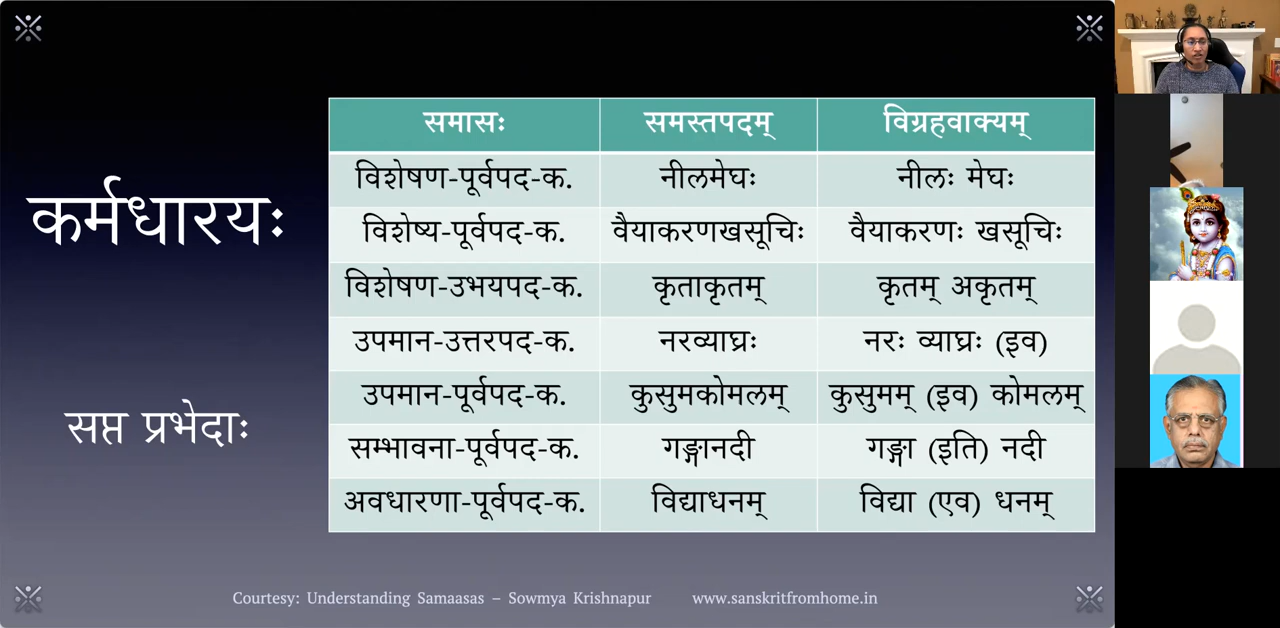 कर्मधारयः
सप्त प्रभेदाः
समासः समस्तपदम् विग्रहवाक्यम्
विशेषण-पूर्वपद-क. नीलमेघः नीलः मेघः
विशेष्य-पूर्वपद-क. वैयाकरणखसूचिः वैयाकरणः खसूचिः
विशेषण-उभयपद-क. कृताकृतम् कृतम् अकृतम्
उपमान-उत्तरपद-क. नरव्याघ्रः नरः व्याघ्रः (इव)
उपमान-पूर्वपद-क. कुसुमकोमलम् कुसुमम् (इव) कोमलम्
सम्भावना-पूर्वपद-क. गङ्गानदी गङ्गा (इति) नदी
अवधारणा-पूर्वपद-क. विद्याधनम् विद्या (एव) धनम्
Courtesy: Understanding Samaasas – Sowmya Krishnapur www.sanskritfromhome.in